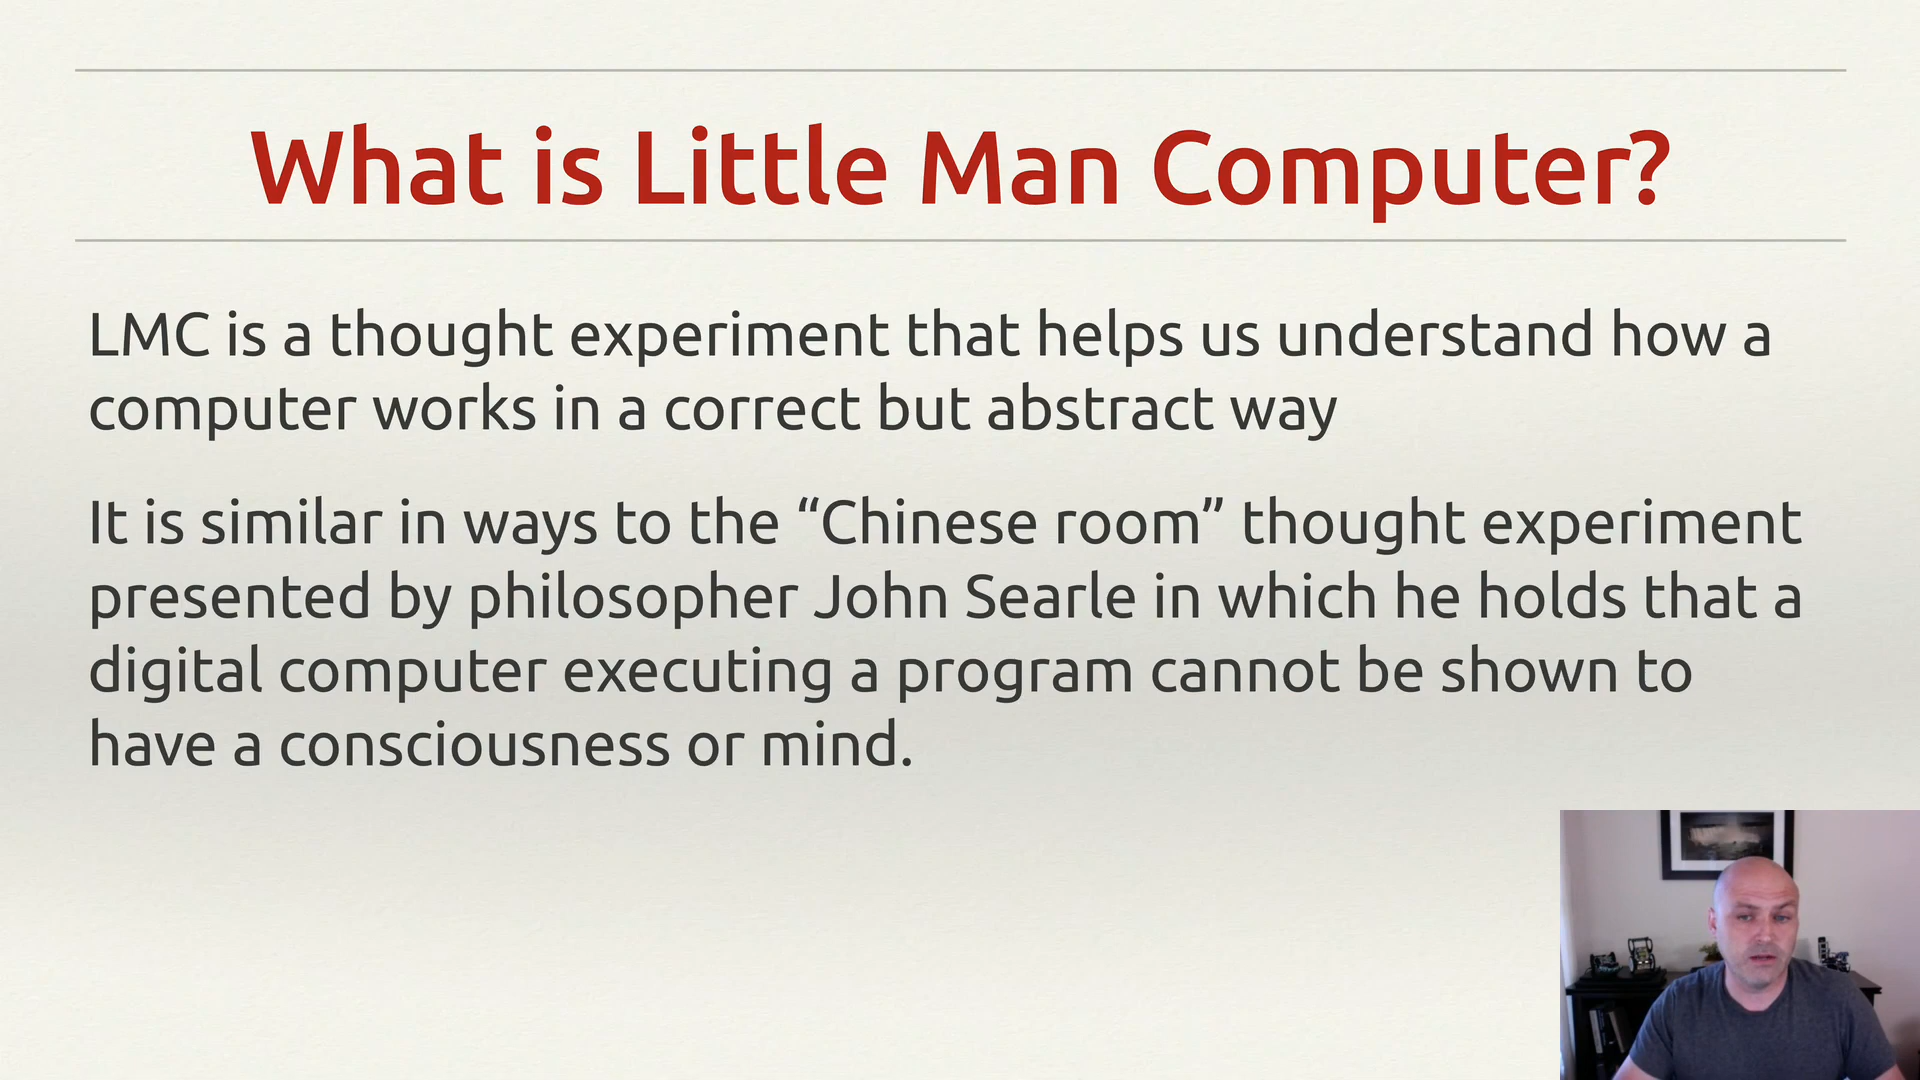 What is Little Man Computer?
LMC is a thought experiment that helps us understand how a
computer works in a correct but abstract way
It is similar in ways to the “Chinese room” thought experiment
presented by philosopher John Searle in which he holds that a
digital computer executing a program cannot be shown to
have a consciousness or mind.